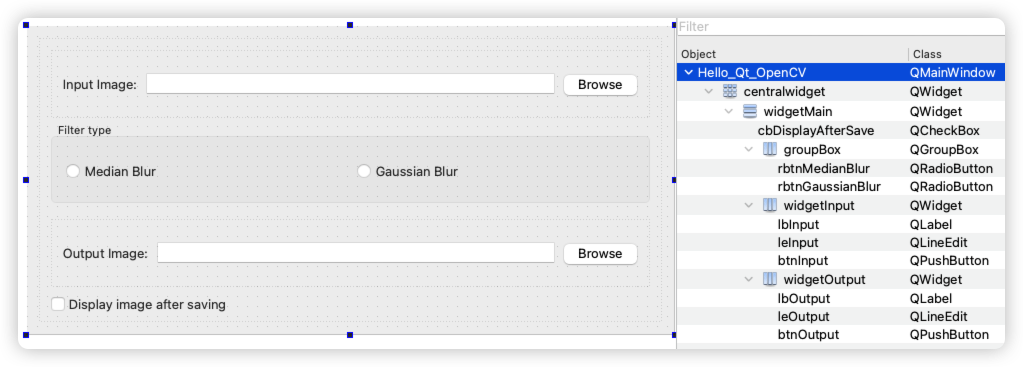 Input Image: Browse
Filter type
Median Blur Gaussian Blur
Output Image: Browse
Display image after saving
Filter
Object Class
Hello_Qt_OpenCV QMainWindow
centralwidget QWidget
widgetMain QWidget
cbDisplayAfterSave QCheckBox
groupBox QGroupBox
rbtnMedianBlur QRadioButton
rbtnGaussianBlur QRadioButton
widgetInput QWidget
lbInput QLabel
leInput QLineEdit
btnInput QPushButton
widgetOutput QWidget
lbOutput QLabel
leOutput QLineEdit
btnOutput QPushButton